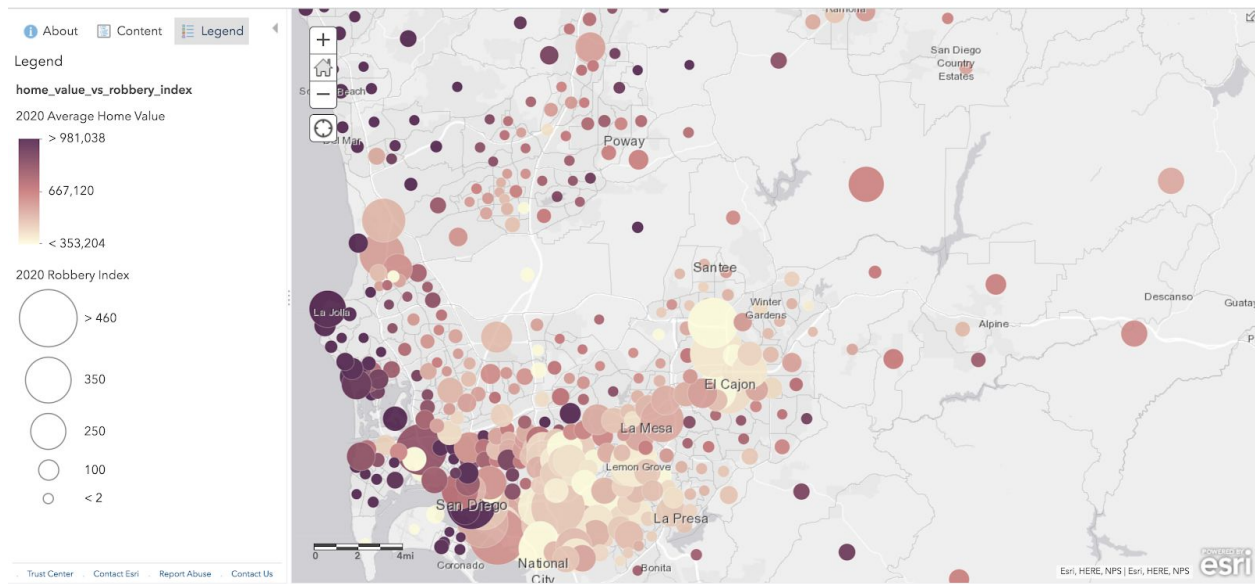 About
Content
Legend
Legend
home_value_vs_robbery_index
2020 Average Home Value
> 981,038
667,120
< 353,204
2020 Robbery Index
> 460
350
250
100
< 2
Trust Center
Contact Esri
Report Abuse
Contact Us
+
−
Beach
Del Mar
Poway
Ramona
San Diego
Country
Estates
Santee
Winter
Gardens
La Jolla
El Cajon
Alpine
Descanso
La Mesa
Lemon Grove
San Diego
La Presa
0 2 4mi
Coronado
National
City
Bonita
Esri, HERE, NPS | Esri, HERE, NPS
POWERED BY
esri